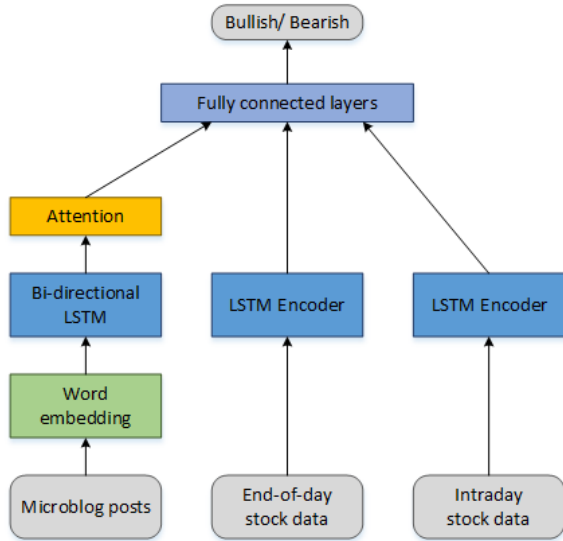 Bullish/ Bearish
Fully connected layers
Attention
Bi-directional
LSTM
LSTM Encoder
LSTM Encoder
Word
embedding
Microblog posts
End-of-day
stock data
Intraday
stock data